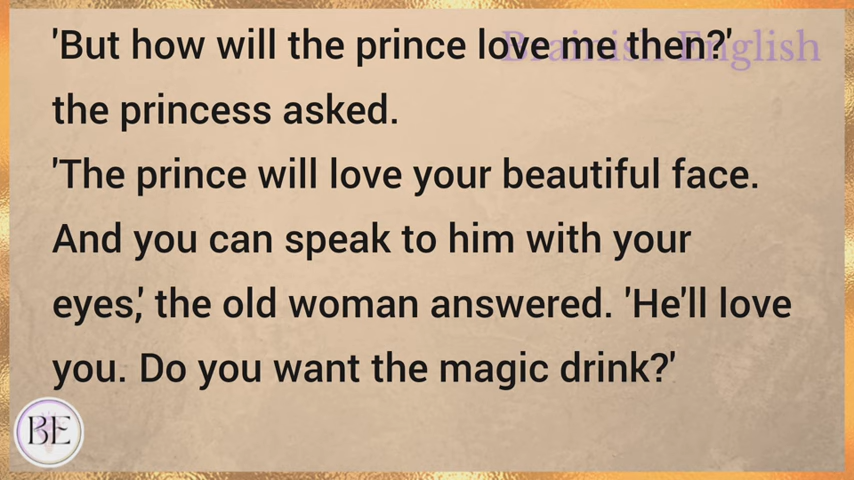 'But how will the prince love me then?'
Brainish English
the princess asked.
'The prince will love your beautiful face.
And you can speak to him with your
eyes,' the old woman answered. 'He'll love
you. Do you want the magic drink?'
BE